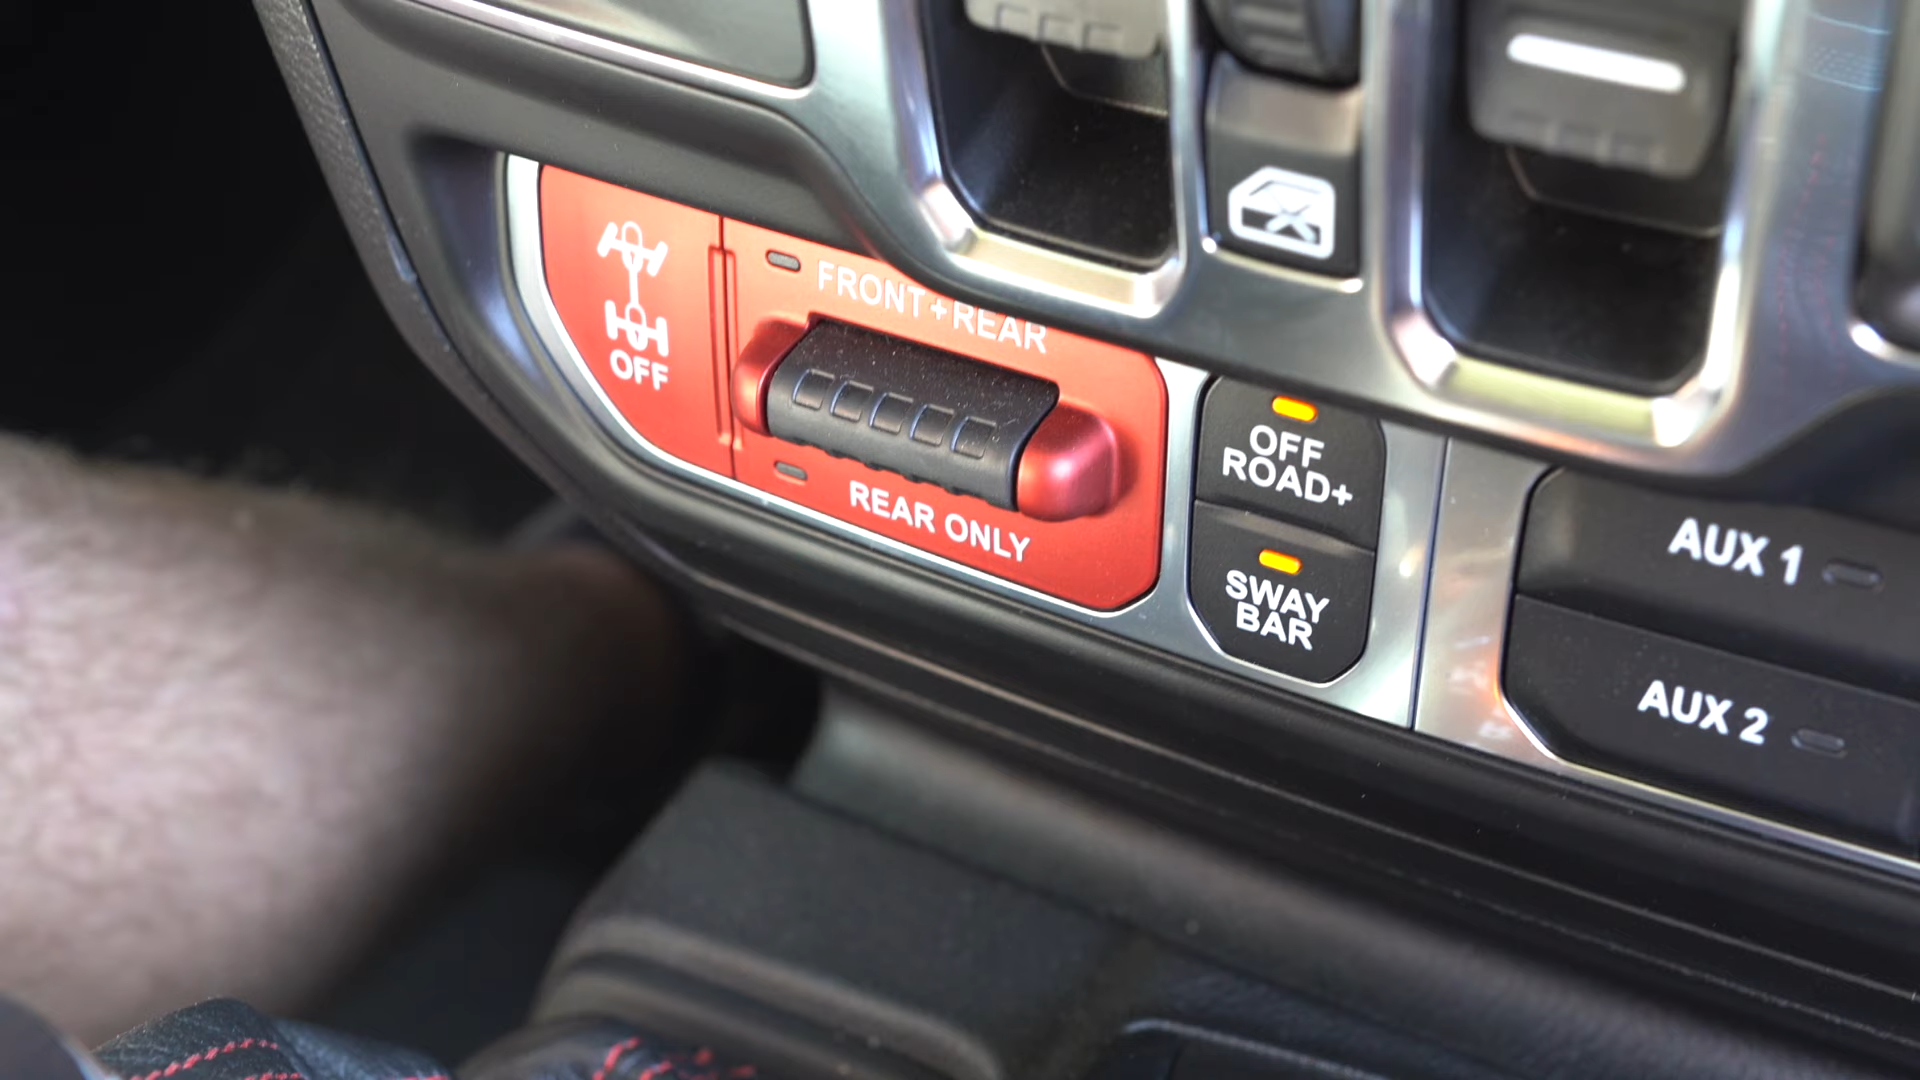 OFF
FRONT+REAR
REAR ONLY
OFF
ROAD+
SWAY
BAR
AUX 1
AUX 2